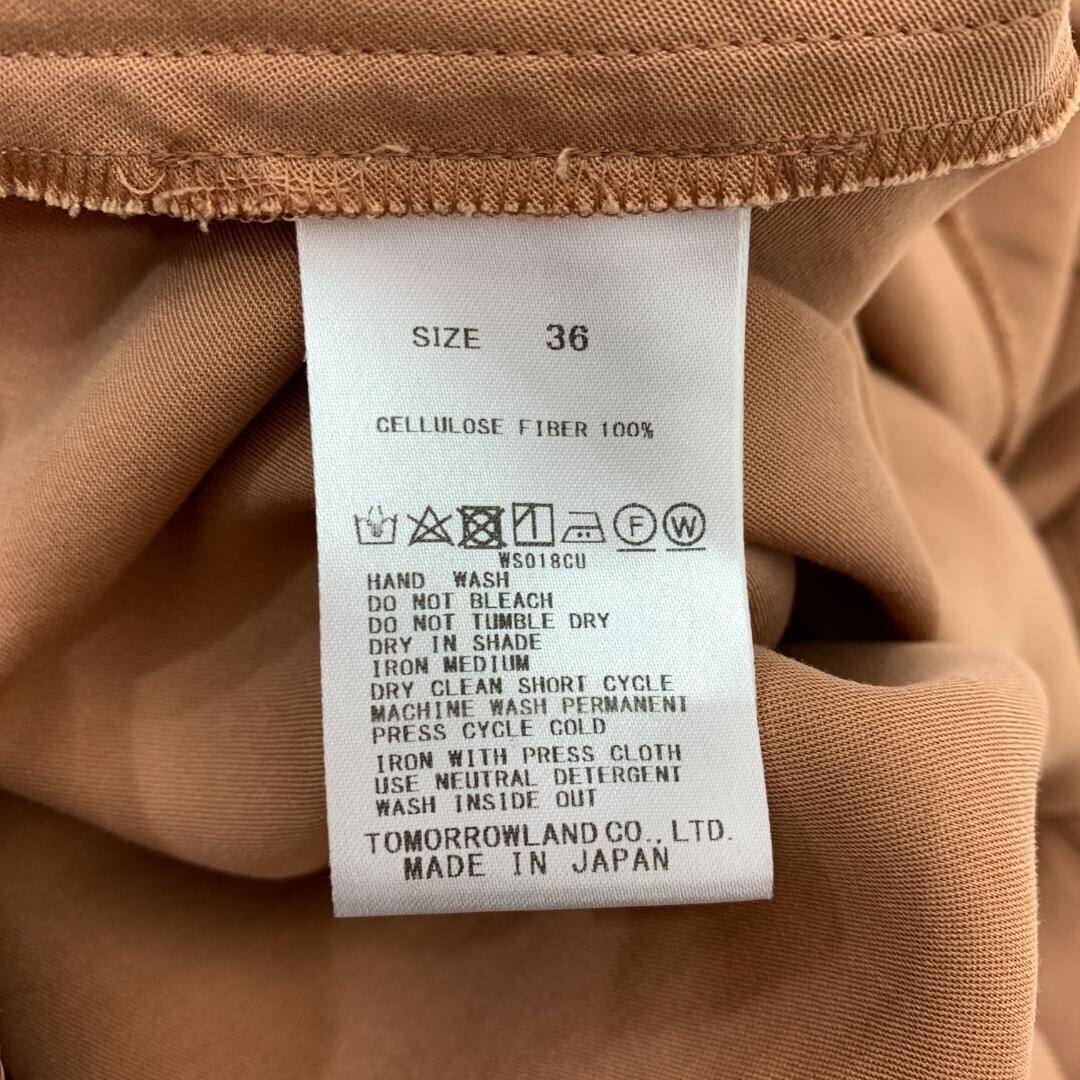 SIZE 36
CELLULOSE FIBER 100%
F W
WS018CU
HAND WASH
DO NOT BLEACH
DO NOT TUMBLE DRY
DRY IN SHADE
IRON MEDIUM
DRY CLEAN SHORT CYCLE
MACHINE WASH PERMANENT
PRESS CYCLE COLD
IRON WITH PRESS CLOTH
USE NEUTRAL DETERGENT
WASH INSIDE OUT
TOMORROWLAND CO., LTD.
MADE IN JAPAN